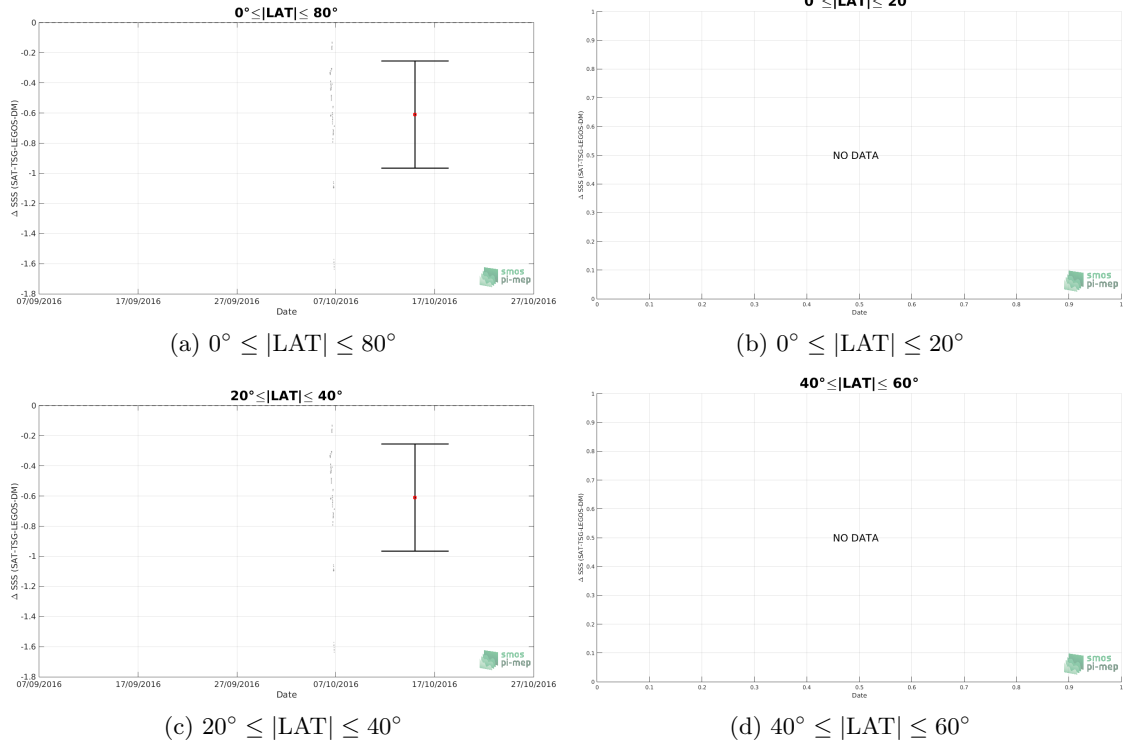 0°≤|LAT|≤ 80°
0
-0.2
-0.4
-0.6
-0.8
-1
-1.2
-1.4
-1.6
-1.8
Δ SSS (SAT-TSG-LEGOS-DM)
07/09/2016 17/09/2016 27/09/2016 07/10/2016 17/10/2016 27/10/2016
Date
smos
pi-mep
(a) 0° ≤ |LAT| ≤ 80°
0°≤|LAT|≤ 20°
1
0.9
0.8
0.7
0.6
0.5
0.4
0.3
0.2
0.1
0
Δ SSS (SAT-TSG-LEGOS-DM)
NO DATA
0 0.1 0.2 0.3 0.4 0.5 0.6 0.7 0.8 0.9 1
Date
smos
pi-mep
(b) 0° ≤ |LAT| ≤ 20°
20°≤|LAT|≤ 40°
0
-0.2
-0.4
-0.6
-0.8
-1
-1.2
-1.4
-1.6
-1.8
Δ SSS (SAT-TSG-LEGOS-DM)
07/09/2016 17/09/2016 27/09/2016 07/10/2016 17/10/2016 27/10/2016
Date
smos
pi-mep
(c) 20° ≤ |LAT| ≤ 40°
40°≤|LAT|≤ 60°
1
0.9
0.8
0.7
0.6
0.5
0.4
0.3
0.2
0.1
0
Δ SSS (SAT-TSG-LEGOS-DM)
NO DATA
0 0.1 0.2 0.3 0.4 0.5 0.6 0.7 0.8 0.9 1
Date
smos
pi-mep
(d) 40° ≤ |LAT| ≤ 60°